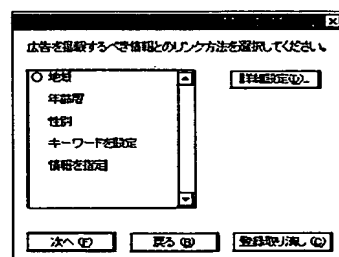 広告を掲載するべき情報とのリンク方法を選択してください。
地域
年齢層
性別
キーワードを設定
情報を指定
詳細設定(D)...
次へ(F)
戻る(B)
登録取り消し(C)